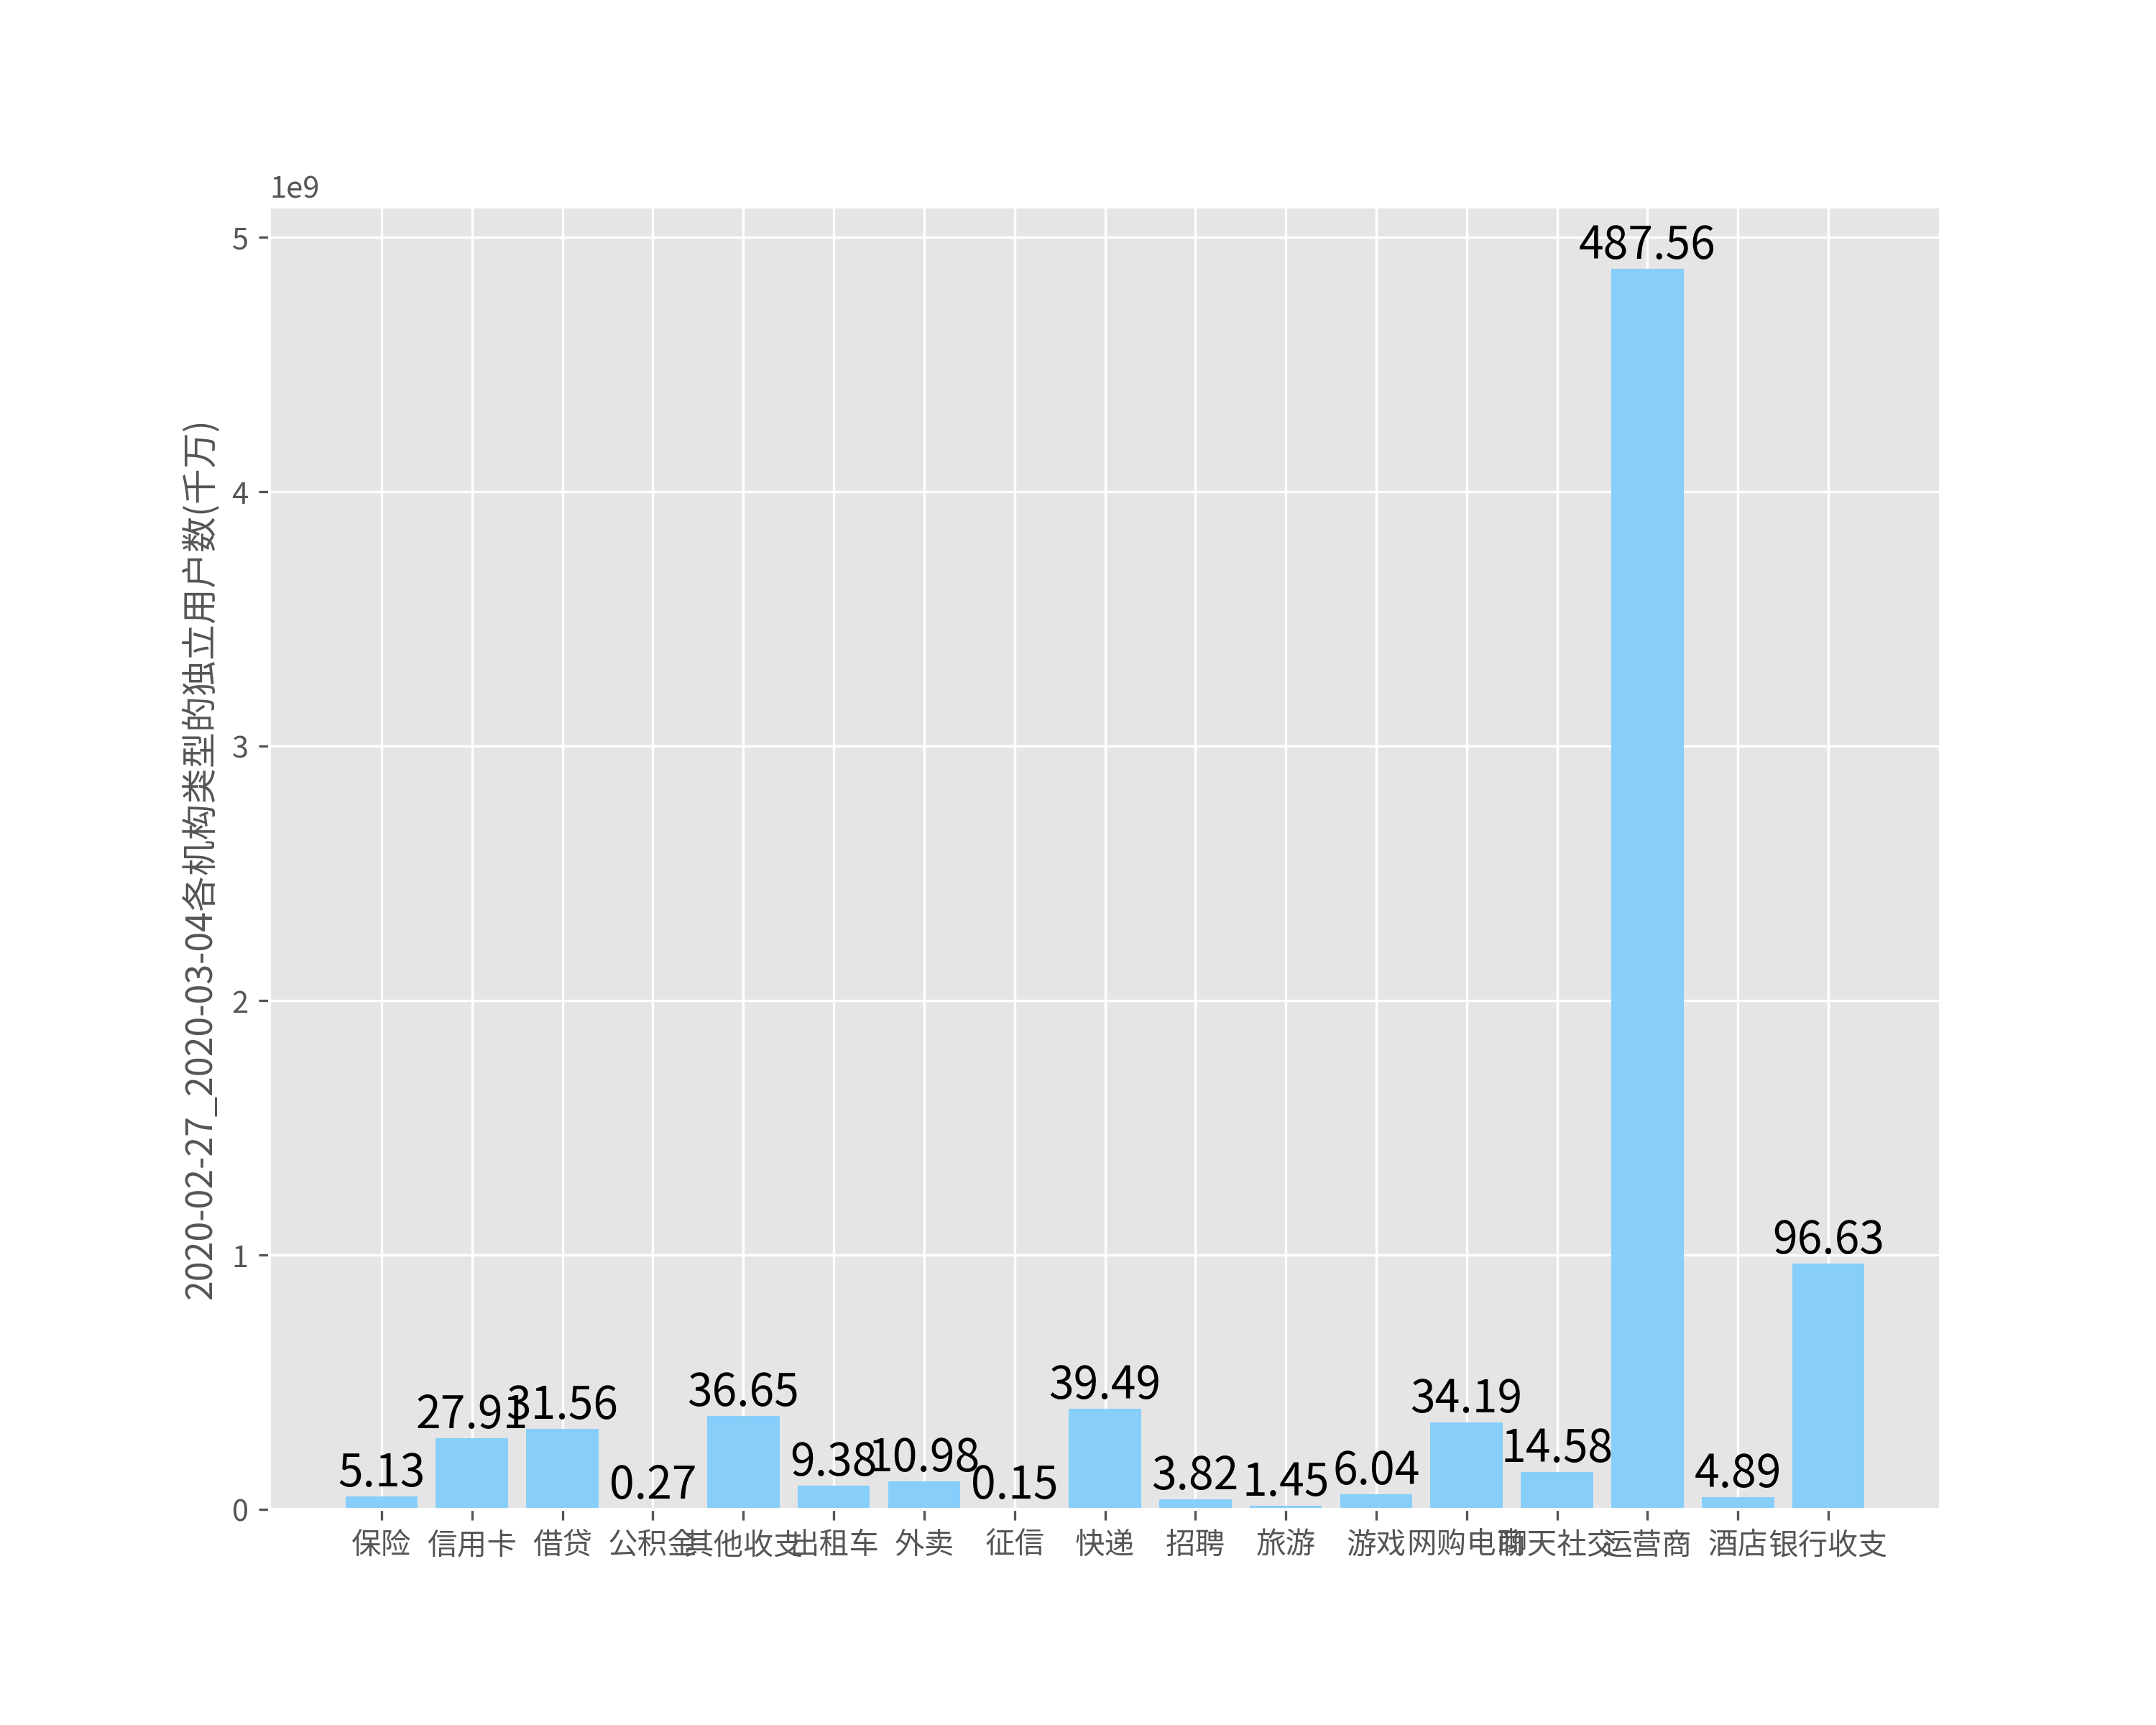 1e9
5
4
3
2
1
0
2020-02-27_2020-03-04各机构类型的独立用户数(千万)
5.13
27.91
31.56
0.27
36.65
9.38
10.98
0.15
39.49
3.82
1.45
6.04
34.19
14.58
487.56
4.89
96.63
保险
信用卡
借贷
公积金
其他收支
出租车
外卖
征信
快递
招聘
旅游
游戏
网购电商
聊天社交
运营商
酒店
银行收支